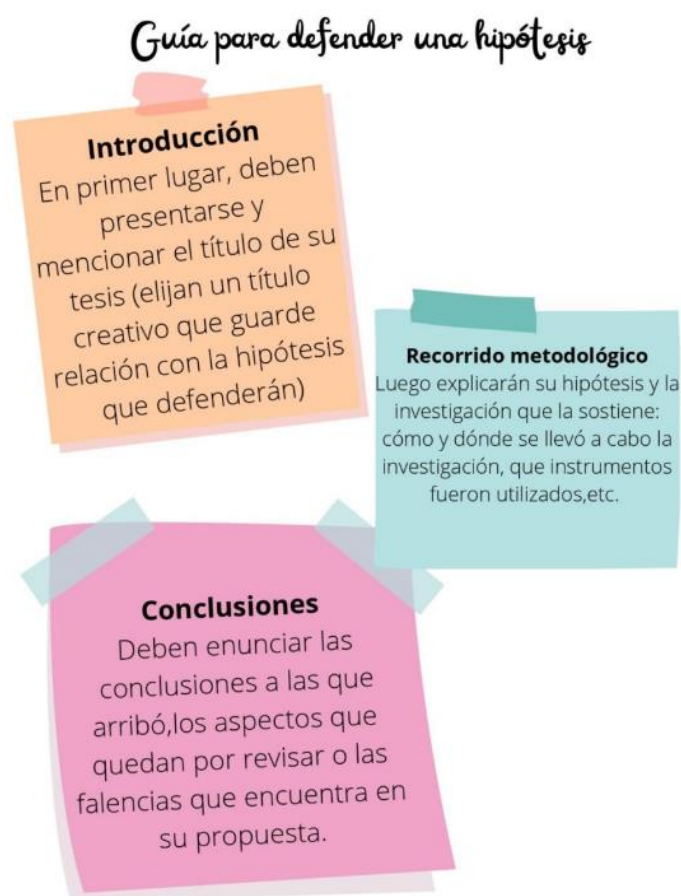 Guía para defender una hipótesis
Introducción
En primer lugar, deben
presentarse y
mencionar el título de su
tesis (elijan un título
creativo que guarde
relación con la hipótesis
que defenderán)
Recorrido metodológico
Luego explicarán su hipótesis y la
investigación que la sostiene:
cómo y dónde se llevó a cabo la
investigación, que instrumentos
fueron utilizados,etc.
Conclusiones
Deben enunciar las
conclusiones a las que
arribó,los aspectos que
quedan por revisar o las
falencias que encuentra en
su propuesta.